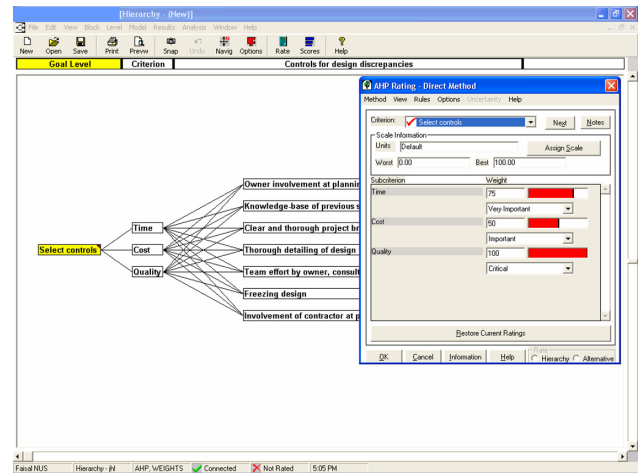 [Hierarchy - (New)]
File Edit View Block Level Model Results Analysis Window Help
New Open Save Print Prevw Snap Undo Navig Options Rate Scores Help
Goal Level Criterion Controls for design discrepancies
Select controls
Time
Cost
Quality
Owner involvement at plannin
Knowledge-base of previous s
Clear and thorough project br
Thorough detailing of design
Team effort by owner, consult
Freezing design
Involvement of contractor at p
AHP Rating - Direct Method
Method View Rules Options Uncertainty Help
Criterion: Select controls Next Notes
Scale Information
Units Default Assign Scale
Worst 0.00 Best 100.00
Subcriterion Weight
Time 75
Very Important
Cost 50
Important
Quality 100
Critical
Restore Current Ratings
Rate
OK Cancel Information Help Hierarchy Alternative
Faisal NUS Hierarchy - jhl AHP, WEIGHTS Connected Not Rated 5:05 PM